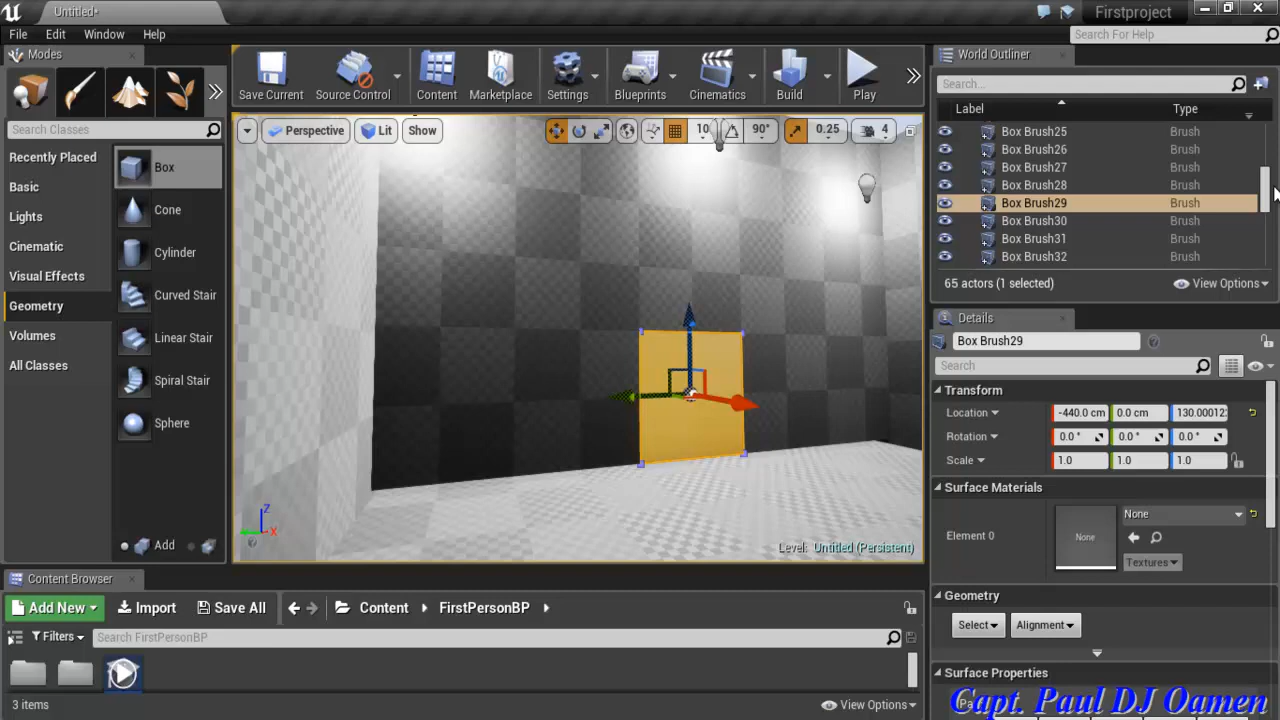 Untitled*
Firstproject
File Edit Window Help
Search For Help
Modes
Search Classes
Recently Placed
Basic
Lights
Cinematic
Visual Effects
Geometry
Volumes
All Classes
Box
Cone
Cylinder
Curved Stair
Linear Stair
Spiral Stair
Sphere
Add
Save Current
Source Control
Content
Marketplace
Settings
Blueprints
Cinematics
Build
Play
Perspective
Lit
Show
10
90°
0.25
4
Z
X
Level: Untitled (Persistent)
World Outliner
Search...
Label Type
Box Brush25 Brush
Box Brush26 Brush
Box Brush27 Brush
Box Brush28 Brush
Box Brush29 Brush
Box Brush30 Brush
Box Brush31 Brush
Box Brush32 Brush
65 actors (1 selected) View Options
Details
Box Brush29
Search
Transform
Location -440.0 cm 0.0 cm 130.00012
Rotation 0.0 ° 0.0 ° 0.0 °
Scale 1.0 1.0 1.0
Surface Materials
Element 0
None
None
Textures
Geometry
Select Alignment
Surface Properties
Content Browser
Add New Import Save All
Content FirstPersonBP
Filters Search FirstPersonBP
3 items View Options
Capt. Paul DJ Oamen